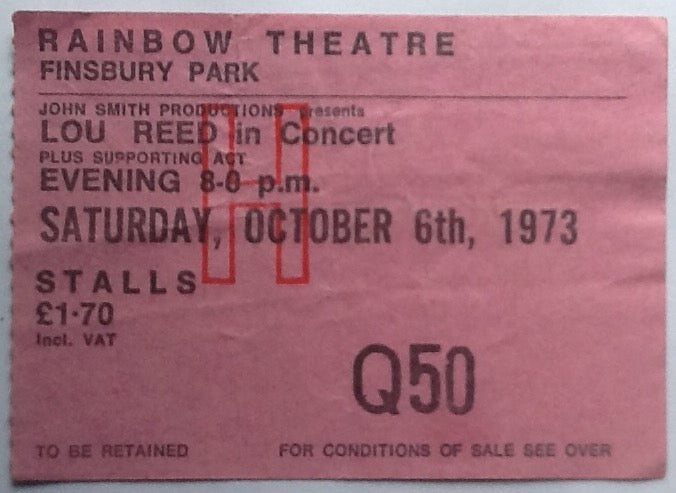 RAINBOW THEATRE
FINSBURY PARK
JOHN SMITH PRODUCTIONS presents
LOU REED in Concert
PLUS SUPPORTING ACT
EVENING 8-0 p.m.
SATURDAY, OCTOBER 6th, 1973
H
STALLS
£1·70
Incl. VAT
Q50
TO BE RETAINED FOR CONDITIONS OF SALE SEE OVER